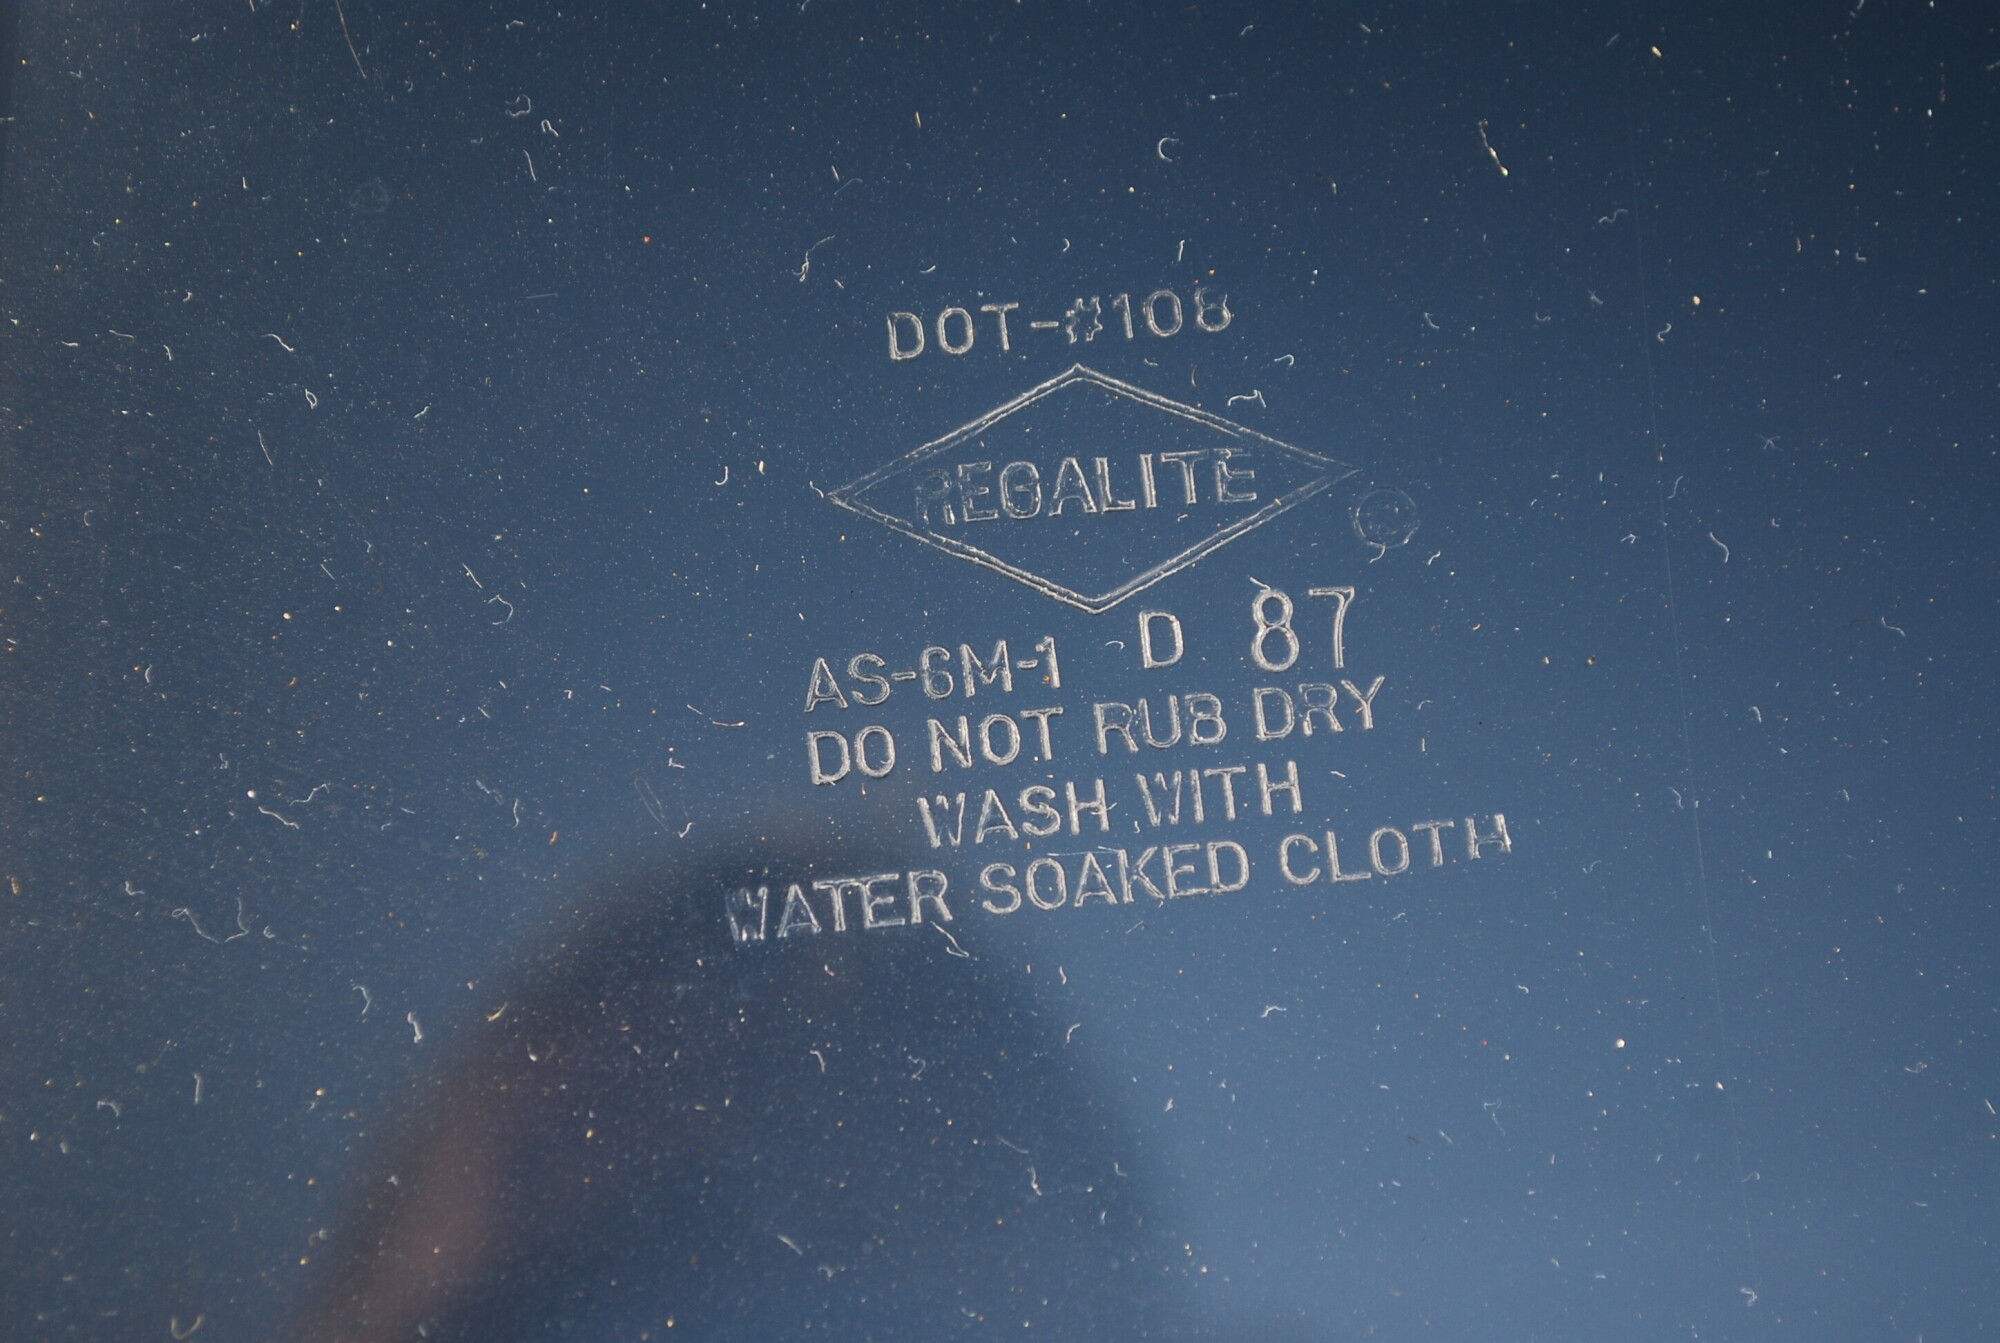 DOT-#108
REGALITE
AS-6M-1 D 87
DO NOT RUB DRY
WASH WITH
WATER SOAKED CLOTH